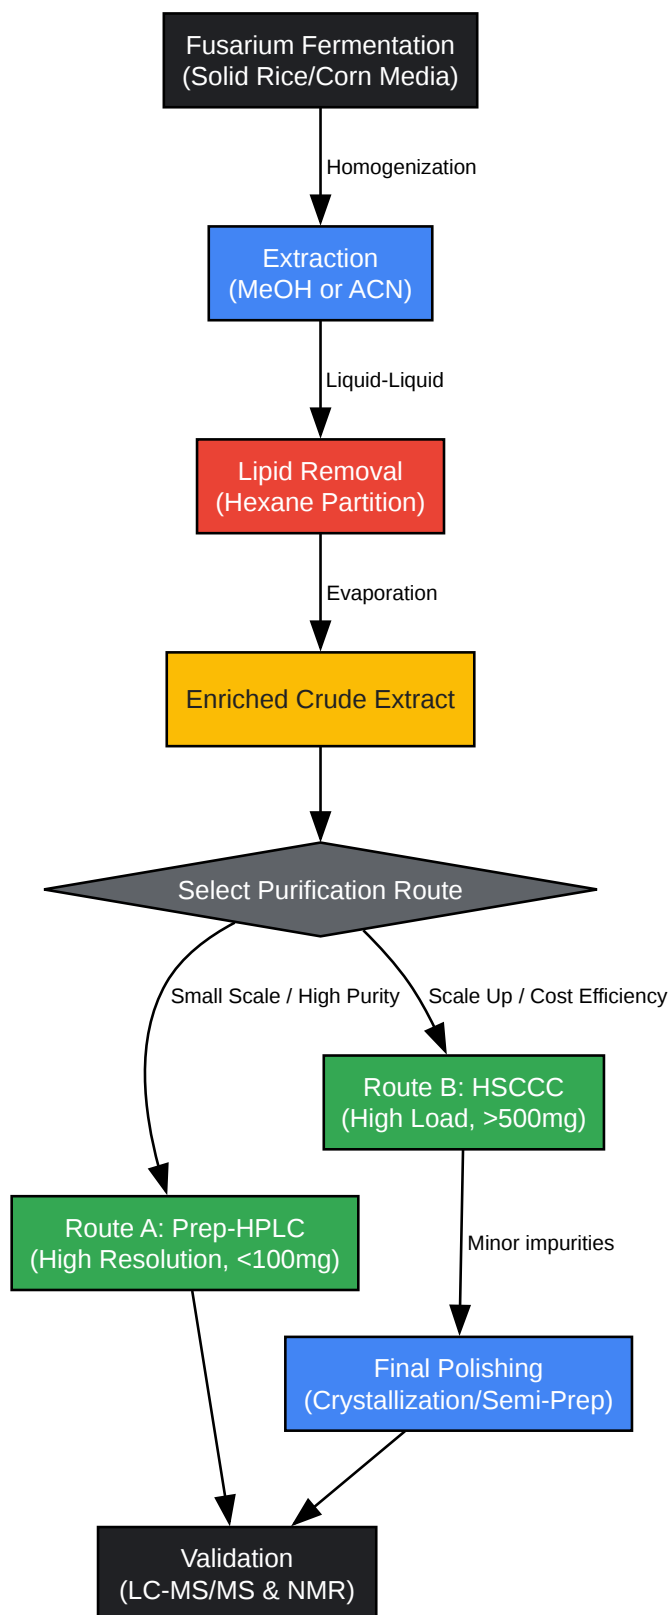 Fusarium Fermentation
(Solid Rice/Corn Media)
Homogenization
Extraction
(MeOH or ACN)
Liquid-Liquid
Lipid Removal
(Hexane Partition)
Evaporation
Enriched Crude Extract
Select Purification Route
Small Scale / High Purity
Scale Up / Cost Efficiency
Route B: HSCCC
(High Load, >500mg)
Route A: Prep-HPLC
(High Resolution, <100mg)
Minor impurities
Final Polishing
(Crystallization/Semi-Prep)
Validation
(LC-MS/MS & NMR)